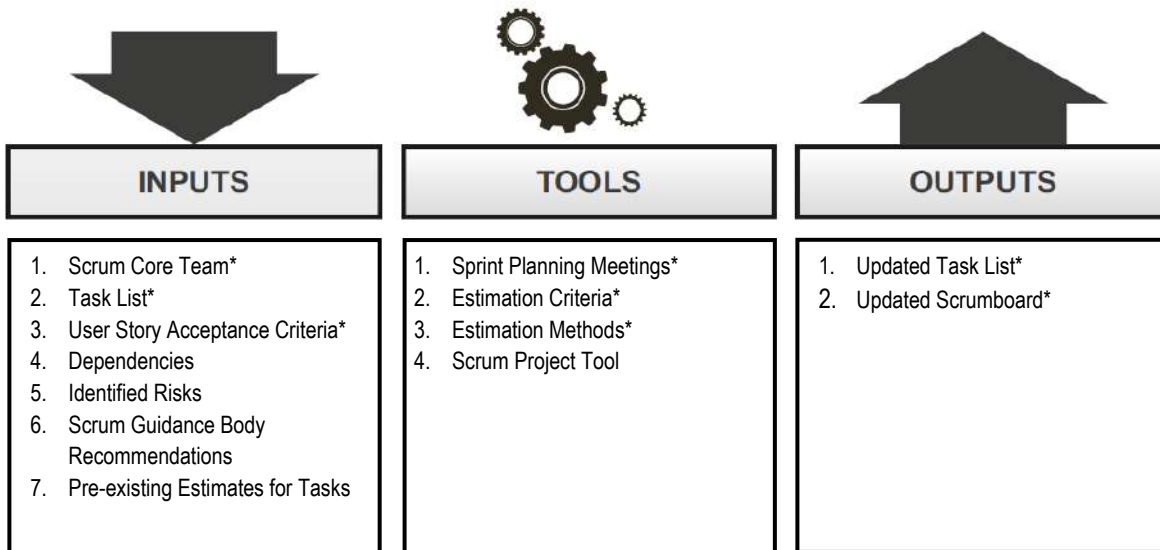 INPUTS
1. Scrum Core Team*
2. Task List*
3. User Story Acceptance Criteria*
4. Dependencies
5. Identified Risks
6. Scrum Guidance Body
Recommendations
7. Pre-existing Estimates for Tasks
TOOLS
1. Sprint Planning Meetings*
2. Estimation Criteria*
3. Estimation Methods*
4. Scrum Project Tool
OUTPUTS
1. Updated Task List*
2. Updated Scrumboard*